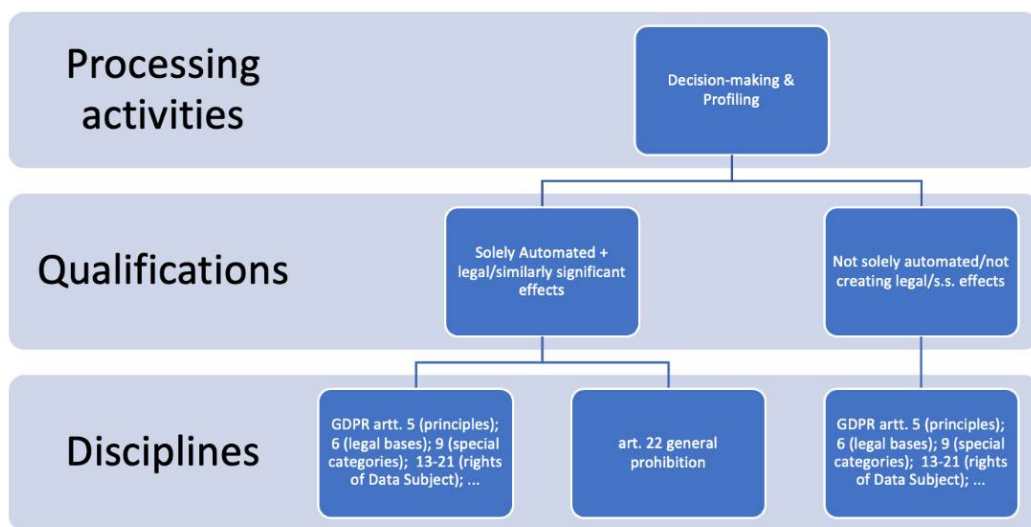 Processing
activities
Decision-making &
Profiling
Qualifications
Solely Automated +
legal/similarly significant
effects
Not solely automated/not
creating legal/s.s. effects
Disciplines
GDPR artt. 5 (principles);
6 (legal bases); 9 (special
categories);  13-21 (rights
of Data Subject); ...
art. 22 general
prohibition
GDPR artt. 5 (principles);
6 (legal bases); 9 (special
categories);  13-21 (rights
of Data Subject); ...